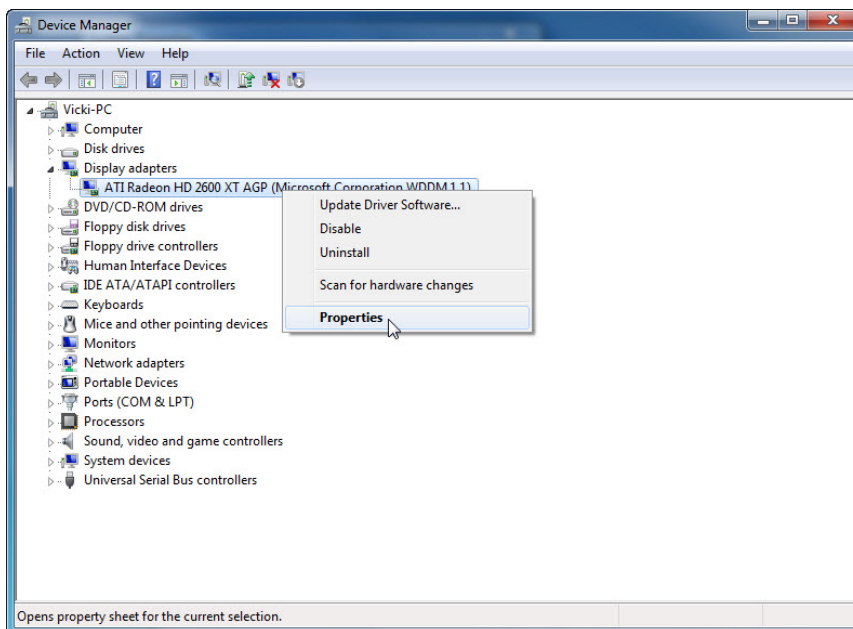 Device Manager
File Action View Help
Vicki-PC
Computer
Disk drives
Display adapters
ATI Radeon HD 2600 XT AGP (Microsoft Corporation WDDM 1.1)
DVD/CD-ROM drives
Floppy disk drives
Floppy drive controllers
Human Interface Devices
IDE ATA/ATAPI controllers
Keyboards
Mice and other pointing devices
Monitors
Network adapters
Portable Devices
Ports (COM & LPT)
Processors
Sound, video and game controllers
System devices
Universal Serial Bus controllers
Update Driver Software...
Disable
Uninstall
Scan for hardware changes
Properties
Opens property sheet for the current selection.